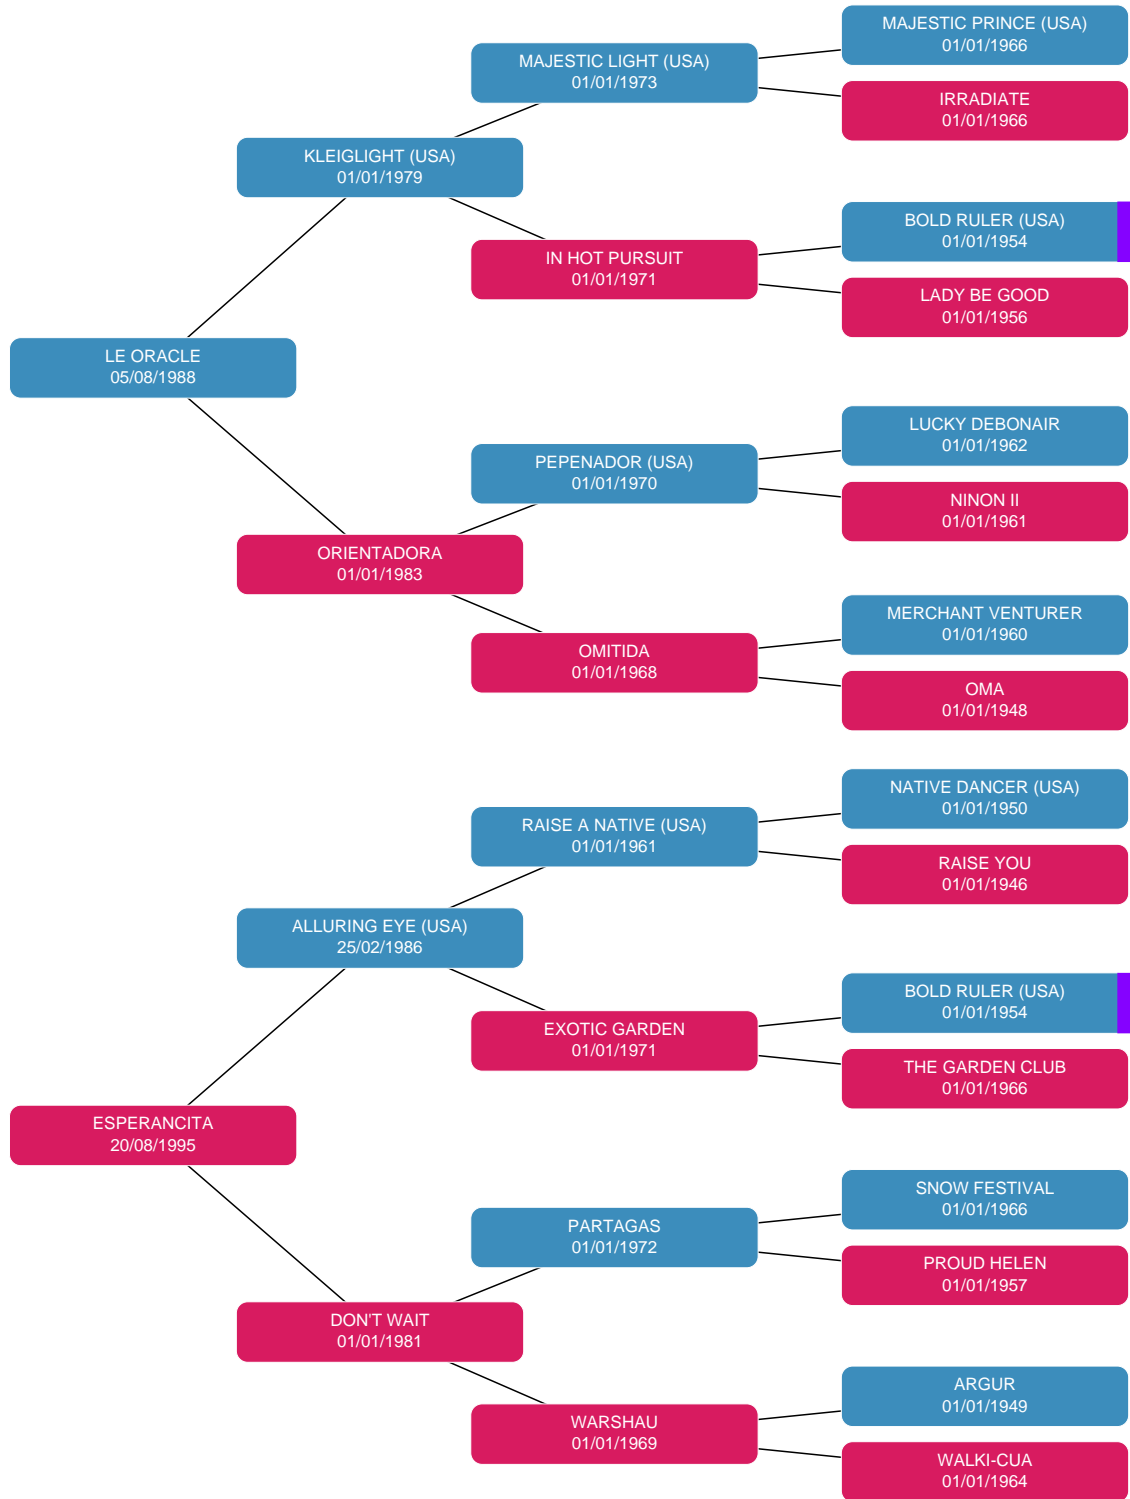 MAJESTIC PRINCE (USA)
01/01/1966
MAJESTIC LIGHT (USA)
01/01/1973
IRRADIATE
01/01/1966
KLEIGLIGHT (USA)
01/01/1979
BOLD RULER (USA)
01/01/1954
IN HOT PURSUIT
01/01/1971
LADY BE GOOD
01/01/1956
LE ORACLE
05/08/1988
LUCKY DEBONAIR
01/01/1962
PEPENADOR (USA)
01/01/1970
NINON II
01/01/1961
ORIENTADORA
01/01/1983
MERCHANT VENTURER
01/01/1960
OMITIDA
01/01/1968
OMA
01/01/1948
NATIVE DANCER (USA)
01/01/1950
RAISE A NATIVE (USA)
01/01/1961
RAISE YOU
01/01/1946
ALLURING EYE (USA)
25/02/1986
BOLD RULER (USA)
01/01/1954
EXOTIC GARDEN
01/01/1971
THE GARDEN CLUB
01/01/1966
ESPERANCITA
20/08/1995
SNOW FESTIVAL
01/01/1966
PARTAGAS
01/01/1972
PROUD HELEN
01/01/1957
DON'T WAIT
01/01/1981
ARGUR
01/01/1949
WARSHAU
01/01/1969
WALKI-CUA
01/01/1964